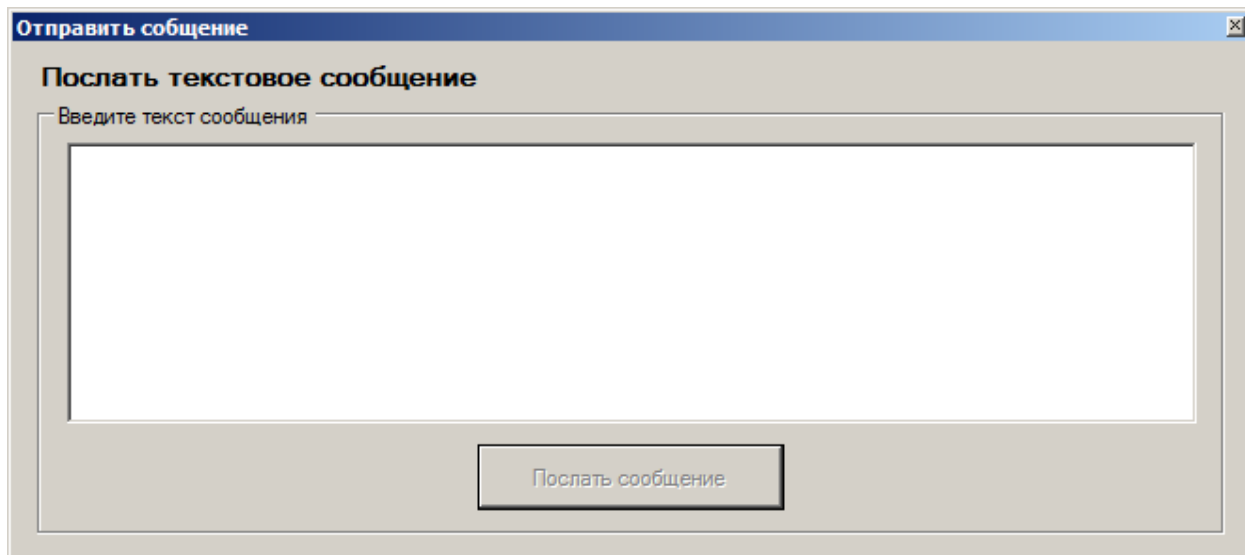 Отправить собщение
Послать текстовое сообщение
Введите текст сообщения
Послать сообщение